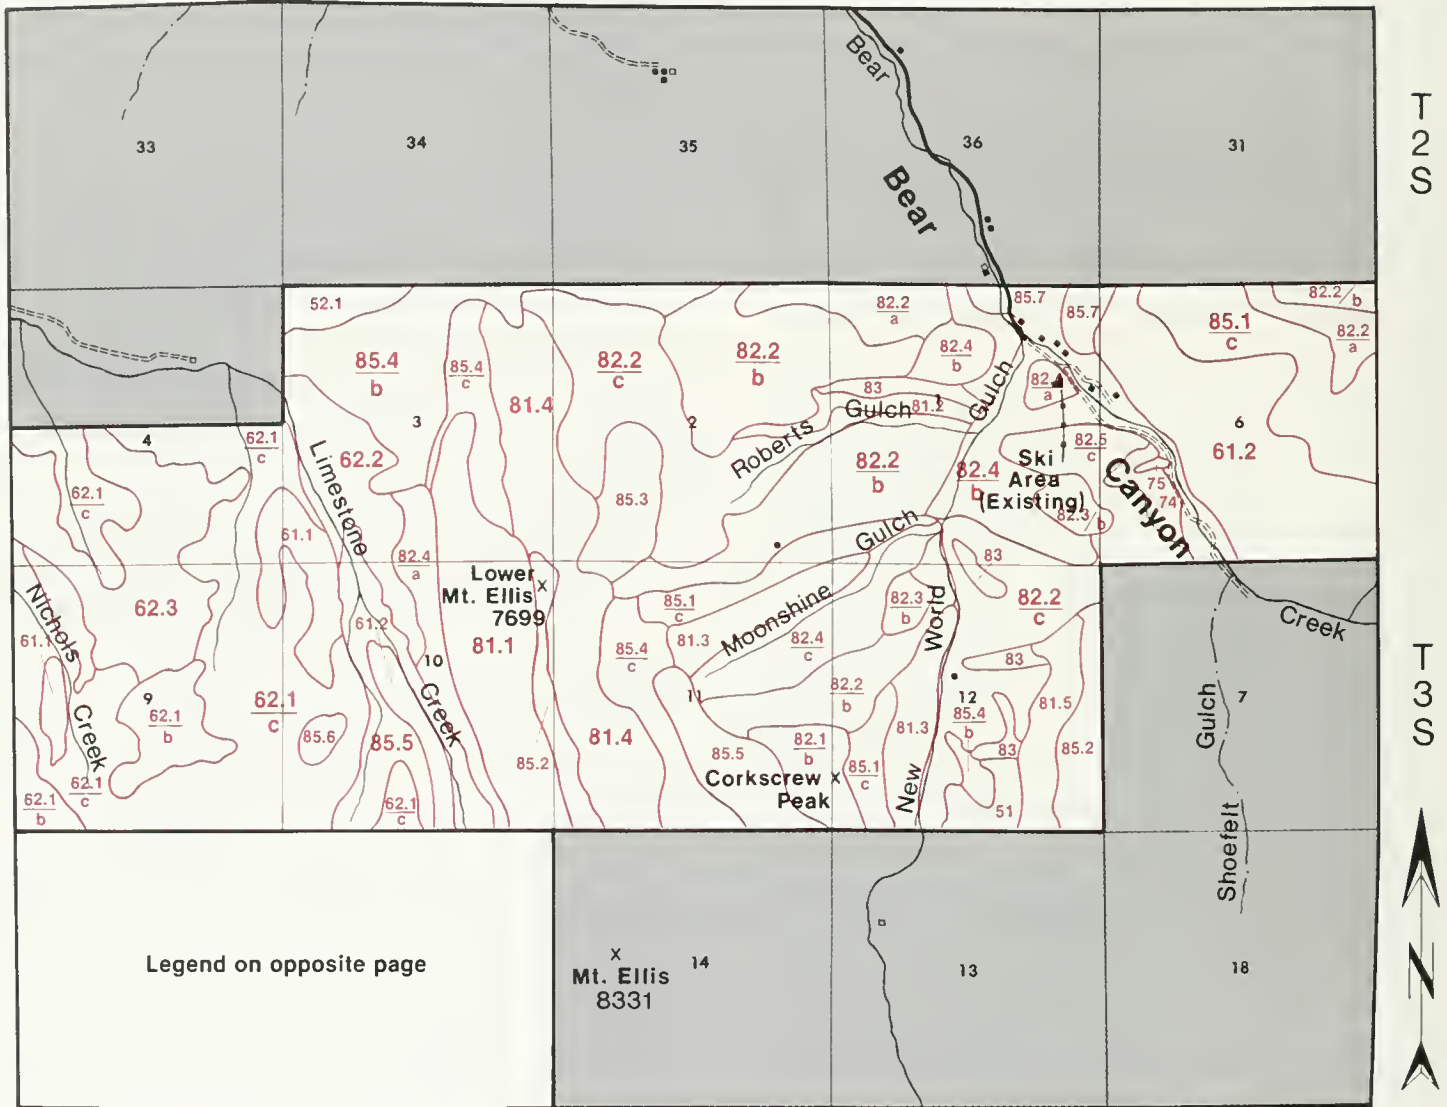 T
2
S
33
34
35
36
31
Bear
Bear
52.1
82.2
a
85.7
85.7
82.2/b
85.1
c
82.2
a
85.4
b
85.4
c
82.2
c
82.2
b
82.4
b
81.4
83
Gulch
81.2
1
Gulch
82.
a
3
2
6
4
62.1
c
62.2
Limestone
Roberts
82.2
b
82.4
b
Ski
Area
(Existing)
82.5
c
61.2
62.1
c
85.3
75
74
82.3/b
Canyon
61.1
82.4
a
Gulch
83
Lower
Mt. Ellis
7699
x
Nichols
62.3
61.1
61.2
81.1
85.1
c
Moonshine
82.3
b
World
82.2
c
Creek
81.3
82.4
c
85.4
c
83
10
Creek
11
82.2
b
12
81.5
7
Gulch
9
62.1
b
62.1
c
Creek
85.6
85.5
81.4
81.3
85.4
b
83
85.2
85.2
85.5
82.1
b
85.1
c
Corkscrew x
Peak
New
62.1
c
62.1
b
62.1
c
51
Shoefelt
T
3
S
Legend on opposite page
x
Mt. Ellis
8331
14
13
18
N